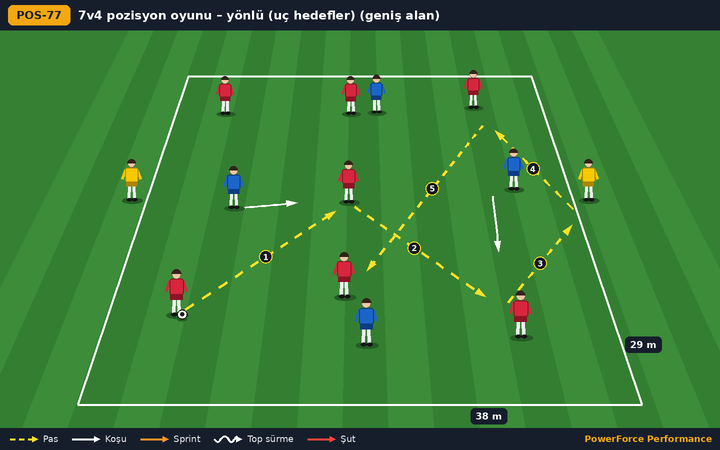 POS-77 7v4 pozisyon oyunu – yönlü (uç hedefler) (geniş alan)
4
5
2
1
3
29 m
38 m
Pas Koşu Sprint Top sürme Şut PowerForce Performance